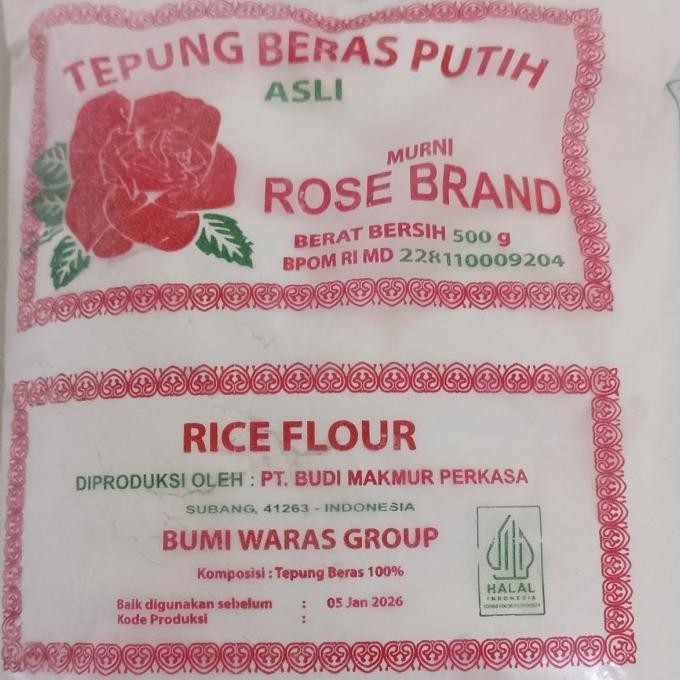 TEPUNG BERAS PUTIH
ASLI
MURNI
ROSE BRAND
BERAT BERSIH 500 g
BPOM RI MD 228110009204
RICE FLOUR
DIPRODUKSI OLEH : PT. BUDI MAKMUR PERKASA
SUBANG, 41263 - INDONESIA
BUMI WARAS GROUP
Komposisi : Tepung Beras 100%
Baik digunakan sebelum : 05 Jan 2026
Kode Produksi :
HALAL
INDONESIA